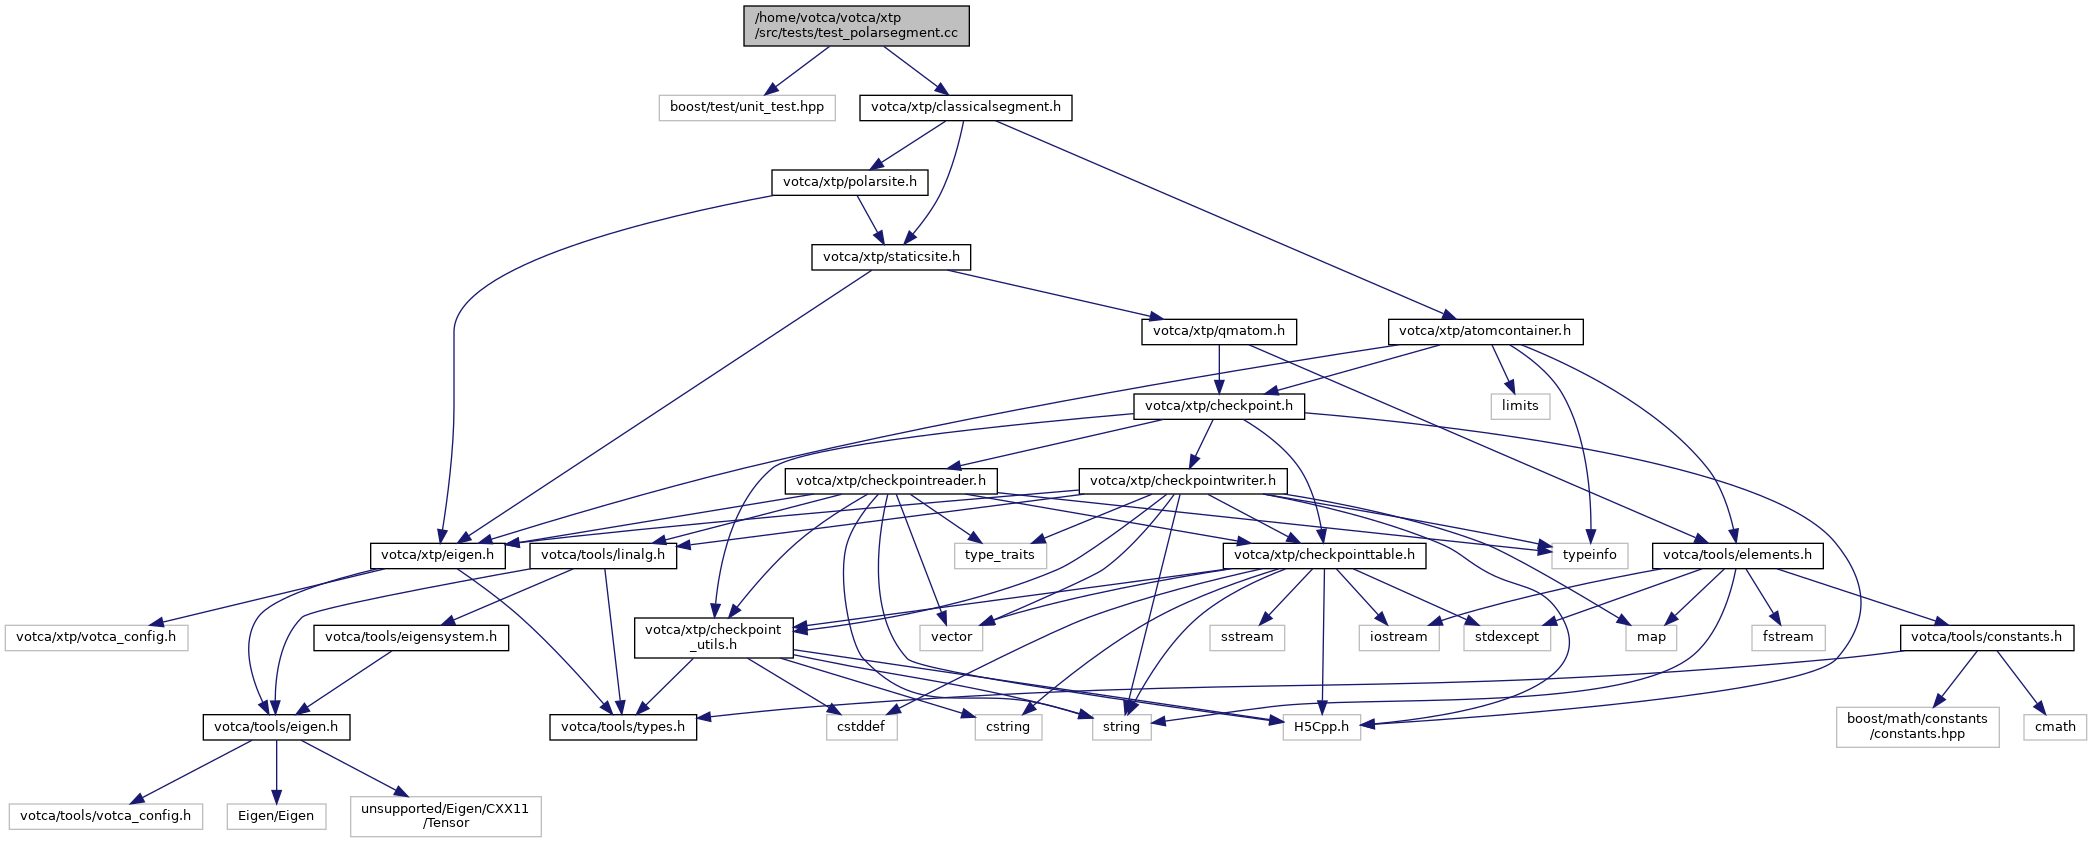 /home/votca/votca/xtp
/src/tests/test_polarsegment.cc
boost/test/unit_test.hpp
votca/xtp/classicalsegment.h
votca/xtp/polarsite.h
votca/xtp/staticsite.h
votca/xtp/qmatom.h
votca/xtp/atomcontainer.h
votca/xtp/checkpoint.h
limits
votca/xtp/checkpointreader.h
votca/xtp/checkpointwriter.h
votca/xtp/eigen.h
votca/tools/linalg.h
type_traits
votca/xtp/checkpointtable.h
typeinfo
votca/tools/elements.h
votca/xtp/votca_config.h
votca/tools/eigensystem.h
votca/xtp/checkpoint
_utils.h
vector
sstream
iostream
stdexcept
map
fstream
votca/tools/constants.h
votca/tools/eigen.h
votca/tools/types.h
cstddef
cstring
string
H5Cpp.h
boost/math/constants
/constants.hpp
cmath
votca/tools/votca_config.h
Eigen/Eigen
unsupported/Eigen/CXX11
/Tensor